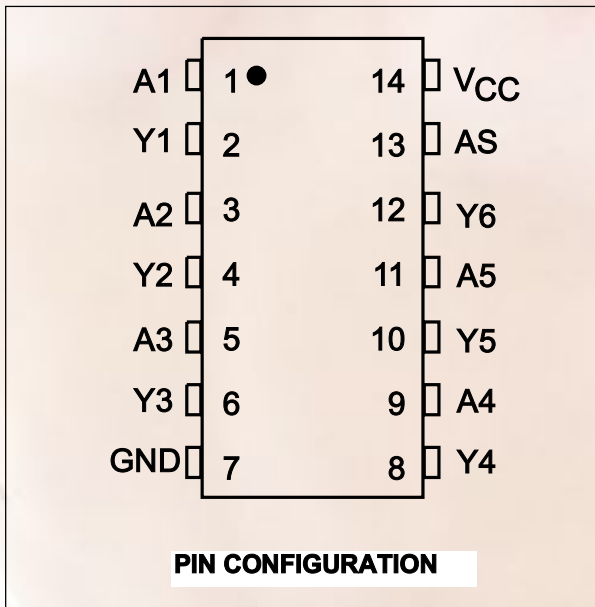 A1 1 14 VCC
Y1 2 13 AS
A2 3 12 Y6
Y2 4 11 A5
A3 5 10 Y5
Y3 6 9 A4
GND 7 8 Y4
PIN CONFIGURATION